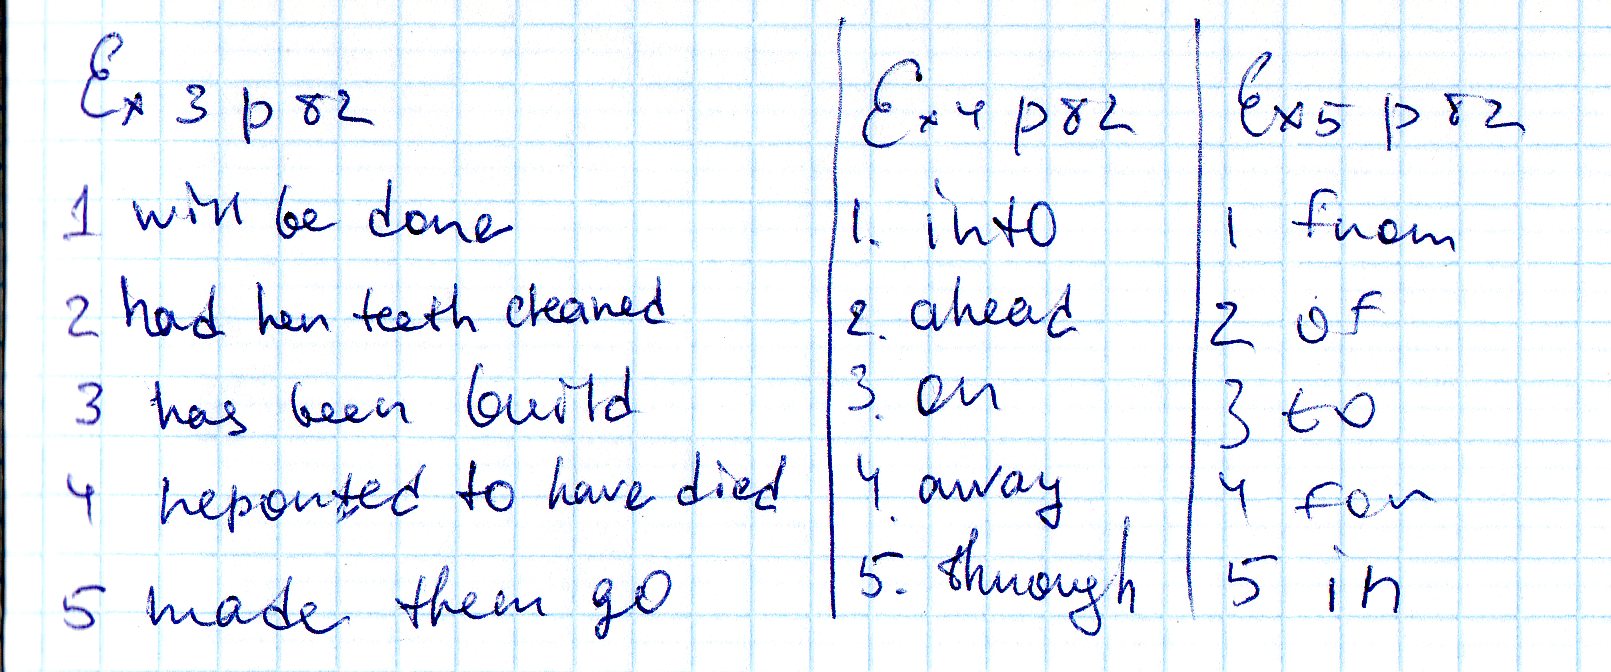 Ex 3 p 82
1 will be done
2 had her teeth cleaned
3 has been build
4 reported to have died
5 made them go
Ex 4 p 82
1. into
2. ahead
3. on
4. away
5. through
Ex 5 p 82
1 from
2 of
3 to
4 for
5 in